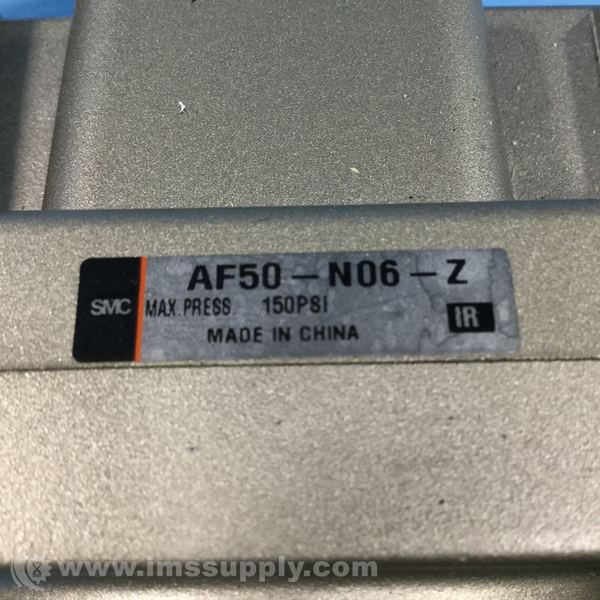 AF50-N06-Z
SMC
MAX.PRESS. 150PSI
IR
MADE IN CHINA
www.imssupply.com